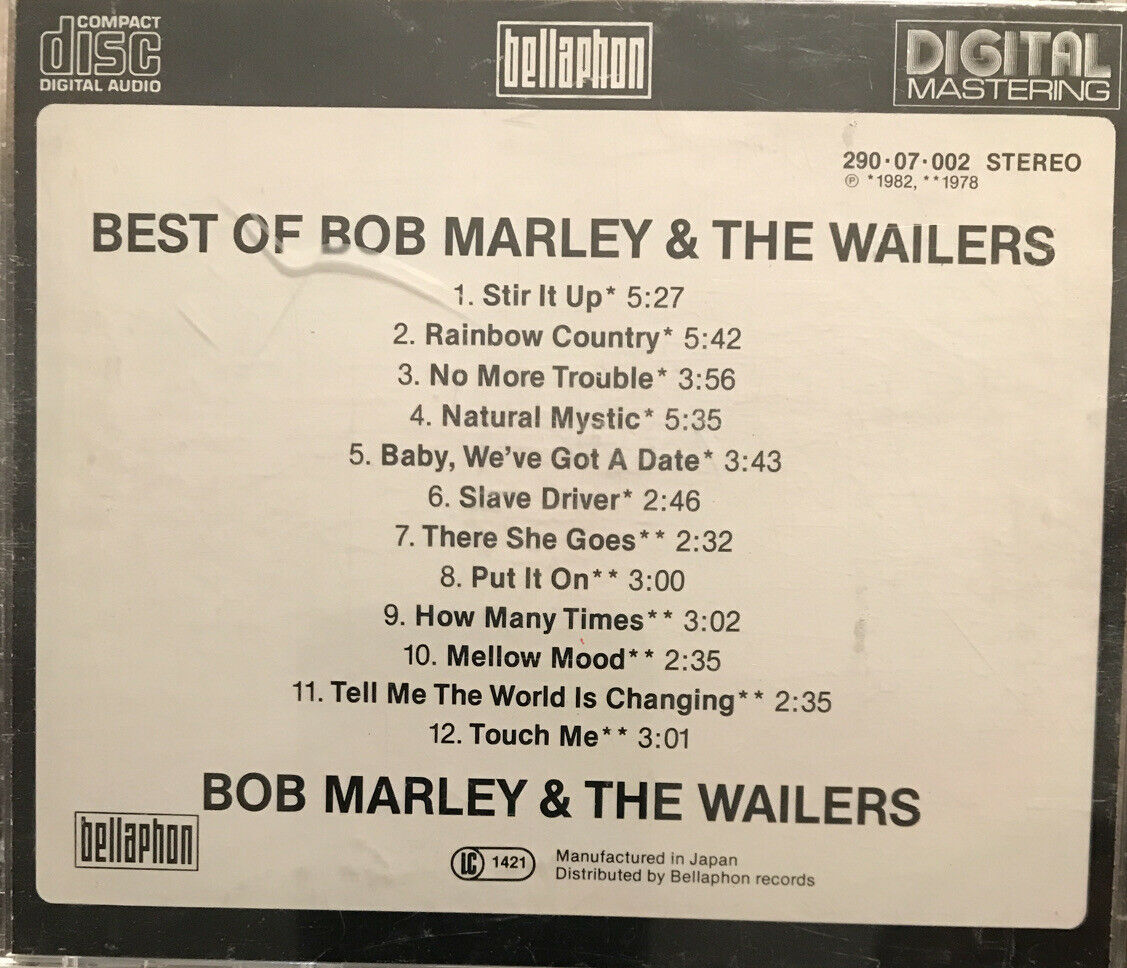 COMPACT
disc
DIGITAL AUDIO
bellaphon
DIGITAL
MASTERING
290·07·002 STEREO
℗ *1982, **1978
BEST OF BOB MARLEY & THE WAILERS
1. Stir It Up* 5:27
2. Rainbow Country* 5:42
3. No More Trouble* 3:56
4. Natural Mystic* 5:35
5. Baby, We've Got A Date* 3:43
6. Slave Driver* 2:46
7. There She Goes** 2:32
8. Put It On** 3:00
9. How Many Times** 3:02
10. Mellow Mood** 2:35
11. Tell Me The World Is Changing** 2:35
12. Touch Me** 3:01
BOB MARLEY & THE WAILERS
bellaphon
LC 1421
Manufactured in Japan
Distributed by Bellaphon records